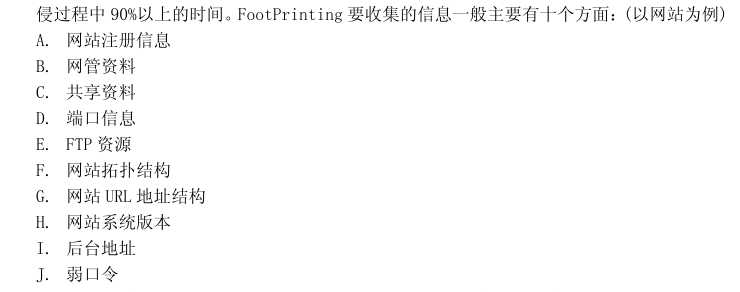 侵过程中 90%以上的时间。FootPrinting 要收集的信息一般主要有十个方面：(以网站为例)
A. 网站注册信息
B. 网管资料
C. 共享资料
D. 端口信息
E. FTP 资源
F. 网站拓扑结构
G. 网站 URL 地址结构
H. 网站系统版本
I. 后台地址
J. 弱口令